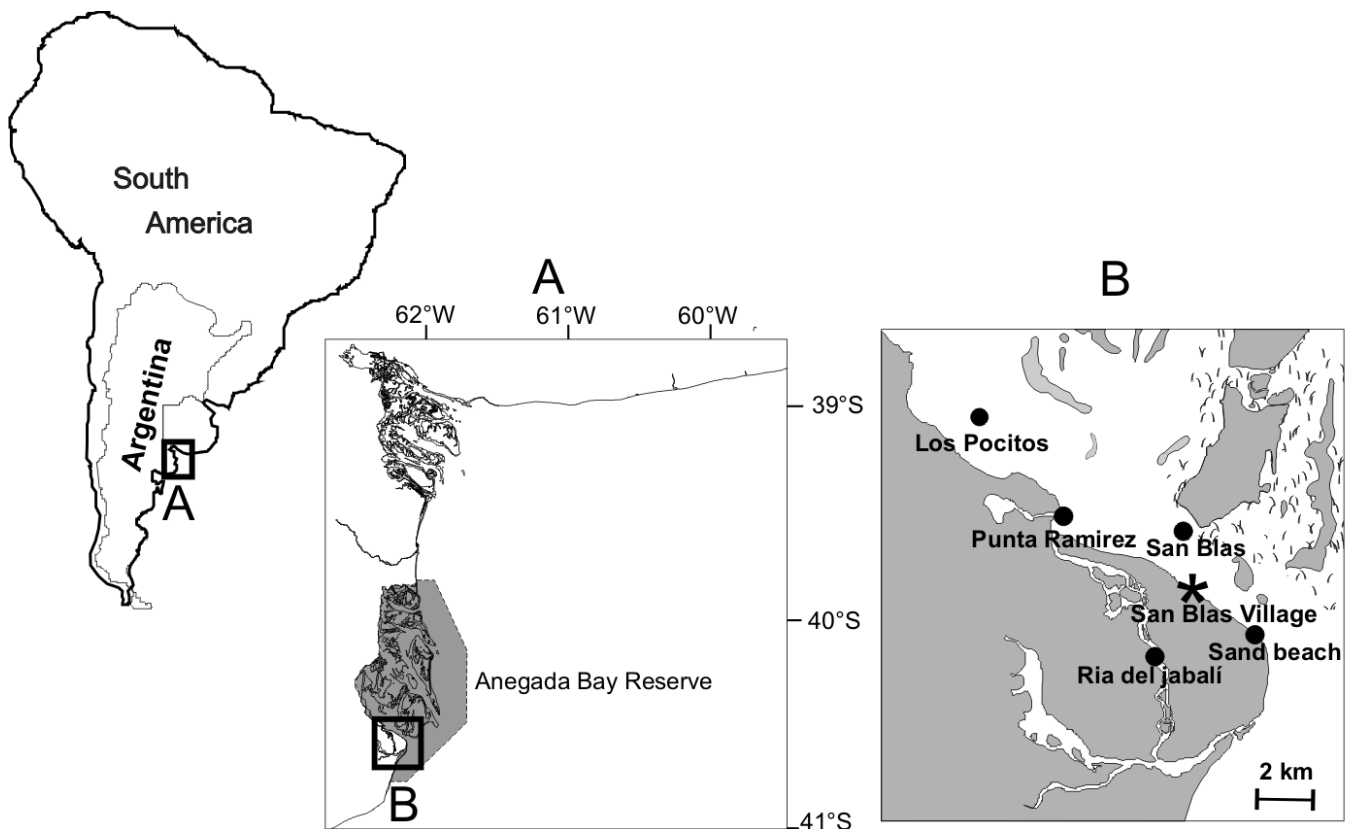 South
America
Argentina
A
A
62°W
61°W
60°W
39°S
40°S
41°S
Anegada Bay Reserve
B
B
Los Pocitos
Punta Ramirez
San Blas
*
San Blas Village
Sand beach
Ria del jabalí
2 km